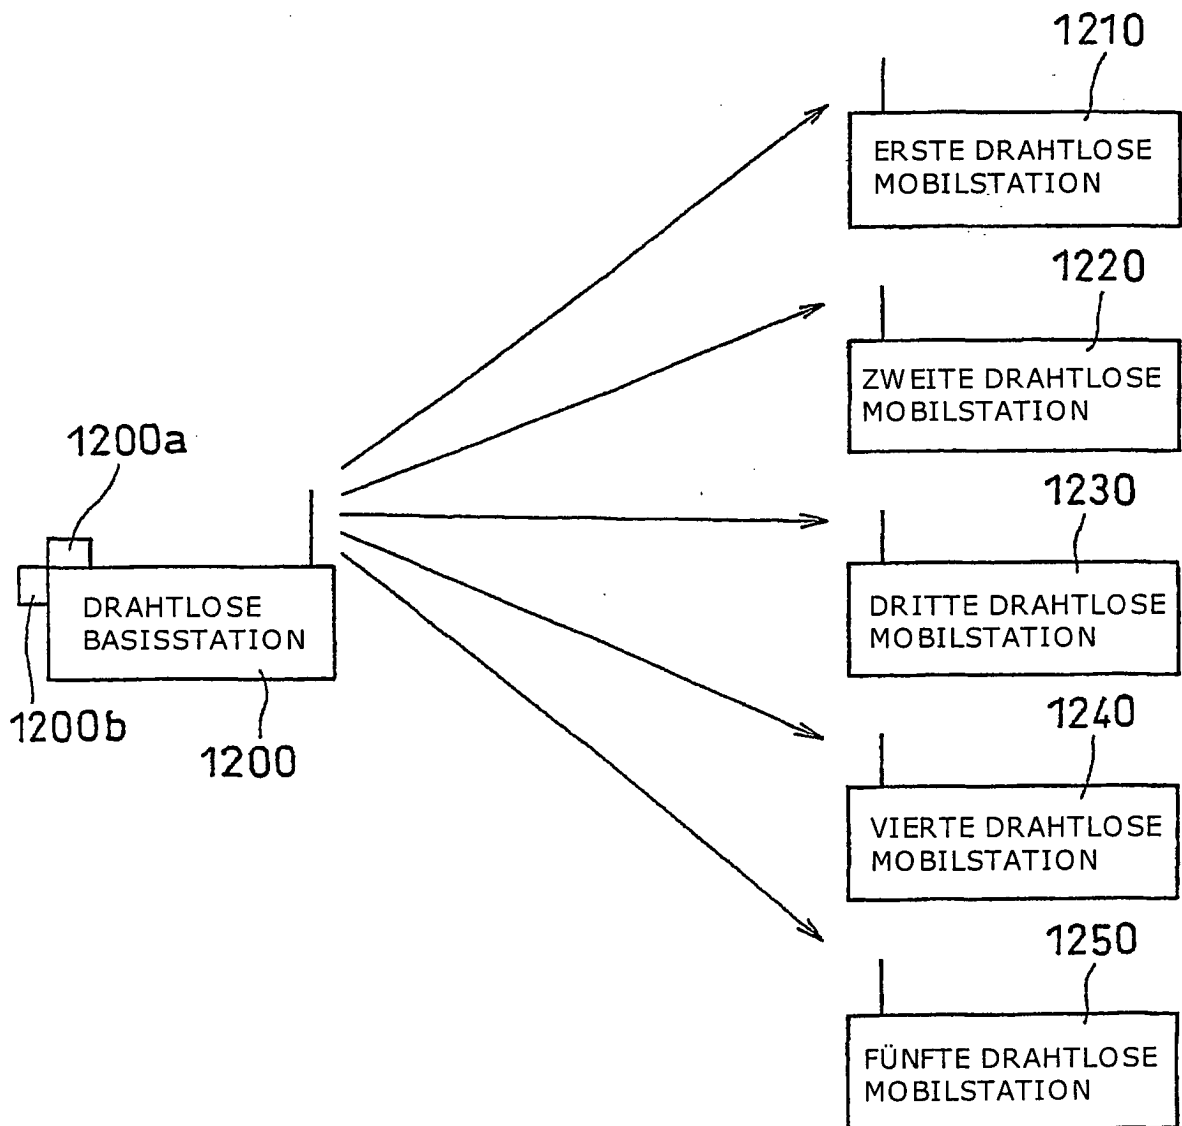 1210
ERSTE DRAHTLOSE
MOBILSTATION
1220
ZWEITE DRAHTLOSE
MOBILSTATION
1200a
1230
DRAHTLOSE
BASISSTATION
DRITTE DRAHTLOSE
MOBILSTATION
1200b
1200
1240
VIERTE DRAHTLOSE
MOBILSTATION
1250
FÜNFTE DRAHTLOSE
MOBILSTATION